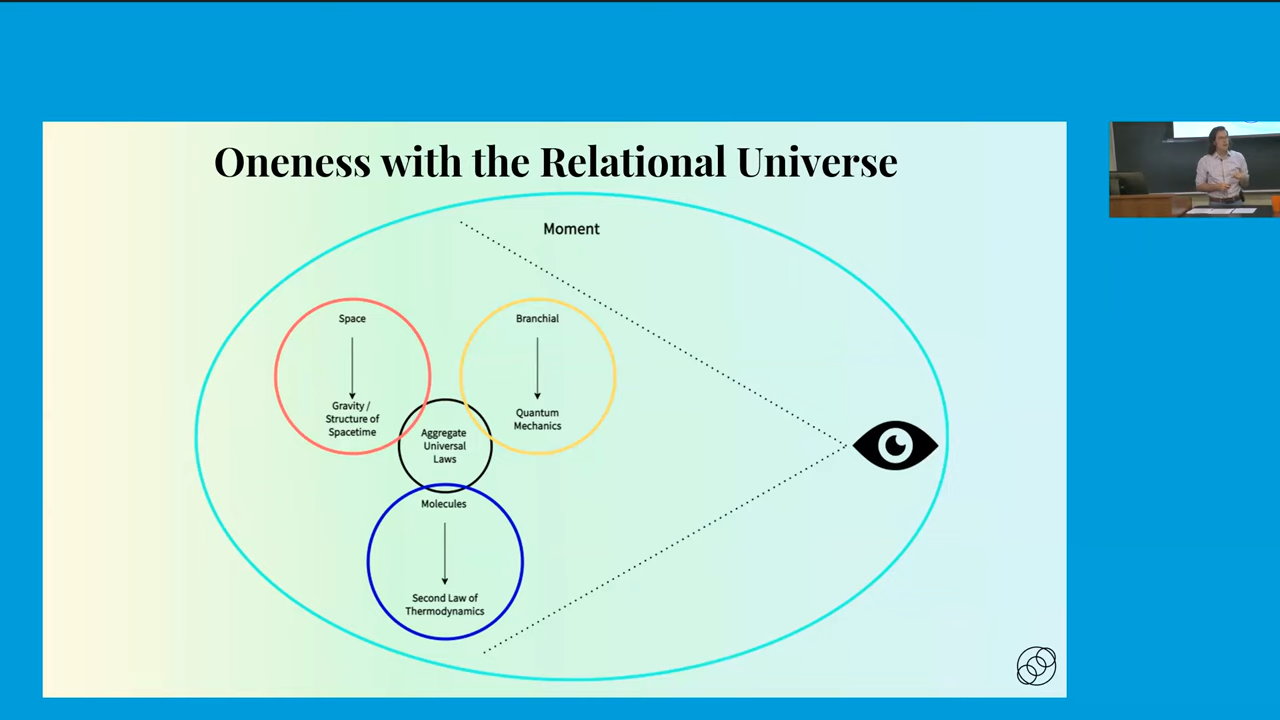 Oneness with the Relational Universe
Moment
Space
Gravity /
Structure of
Spacetime
Branchial
Quantum
Mechanics
Aggregate
Universal
Laws
Molecules
Second Law of
Thermodynamics